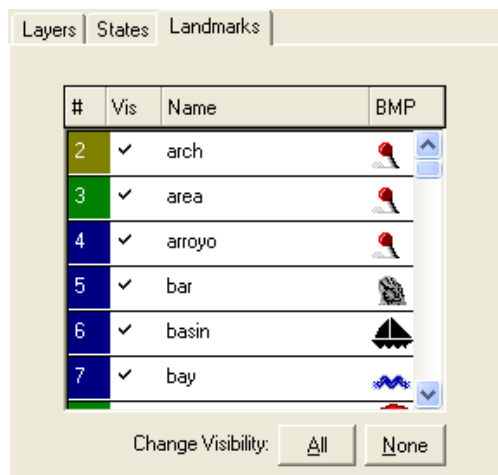 Layers States Landmarks
# Vis Name BMP
2 arch
3 area
4 arroyo
5 bar
6 basin
7 bay
Change Visibility: All None